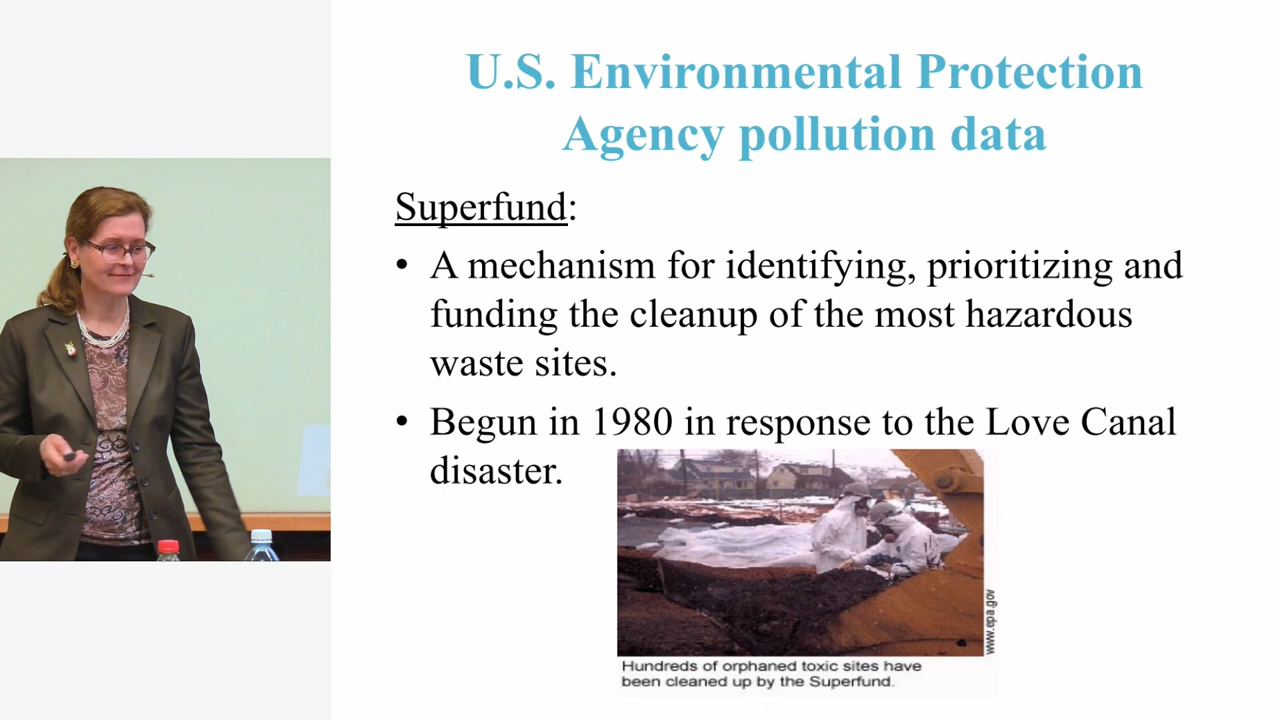 U.S. Environmental Protection
Agency pollution data
Superfund:
• A mechanism for identifying, prioritizing and
funding the cleanup of the most hazardous
waste sites.
• Begun in 1980 in response to the Love Canal
disaster.
www.epa.gov
Hundreds of orphaned toxic sites have
been cleaned up by the Superfund.